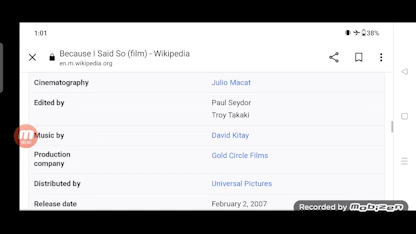 1:01
38%
Because I Said So (film) - Wikipedia
en.m.wikipedia.org
Cinematography Julio Macat
Edited by Paul Seydor
Troy Takaki
Music by David Kitay
Production Gold Circle Films
company
Distributed by Universal Pictures
Release date February 2, 2007
Recorded by Mobizen